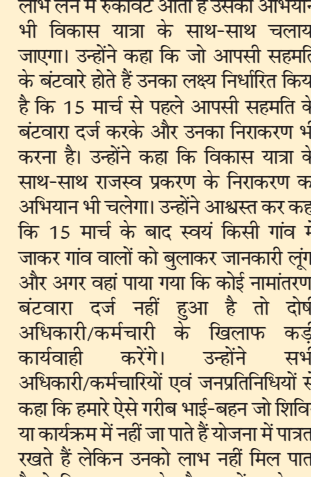 लाभ लेने में रुकावट आती है उसका अभियान
भी विकास यात्रा के साथ-साथ चलाय
जाएगा। उन्होंने कहा कि जो आपसी सहमति
के बंटवारे होते हैं उनका लक्ष्य निर्धारित किय
है कि 15 मार्च से पहले आपसी सहमति के
बंटवारा दर्ज करके और उनका निराकरण भी
करना है। उन्होंने कहा कि विकास यात्रा के
साथ-साथ राजस्व प्रकरण के निराकरण क
अभियान भी चलेगा। उन्होंने आश्वस्त कर कह
कि 15 मार्च के बाद स्वयं किसी गांव में
जाकर गांव वालों को बुलाकर जानकारी लूंग
और अगर वहां पाया गया कि कोई नामांतरण
बंटवारा दर्ज नहीं हुआ है तो दोष
अधिकारी/कर्मचारी के खिलाफ कड़
कार्यवाही करेंगे। उन्होंने सभ
अधिकारी/कर्मचारियों एवं जनप्रतिनिधियों से
कहा कि हमारे ऐसे गरीब भाई-बहन जो शिवि
या कार्यक्रम में नहीं जा पाते हैं योजना में पात्रत
रखते हैं लेकिन उनको लाभ नहीं मिल पात